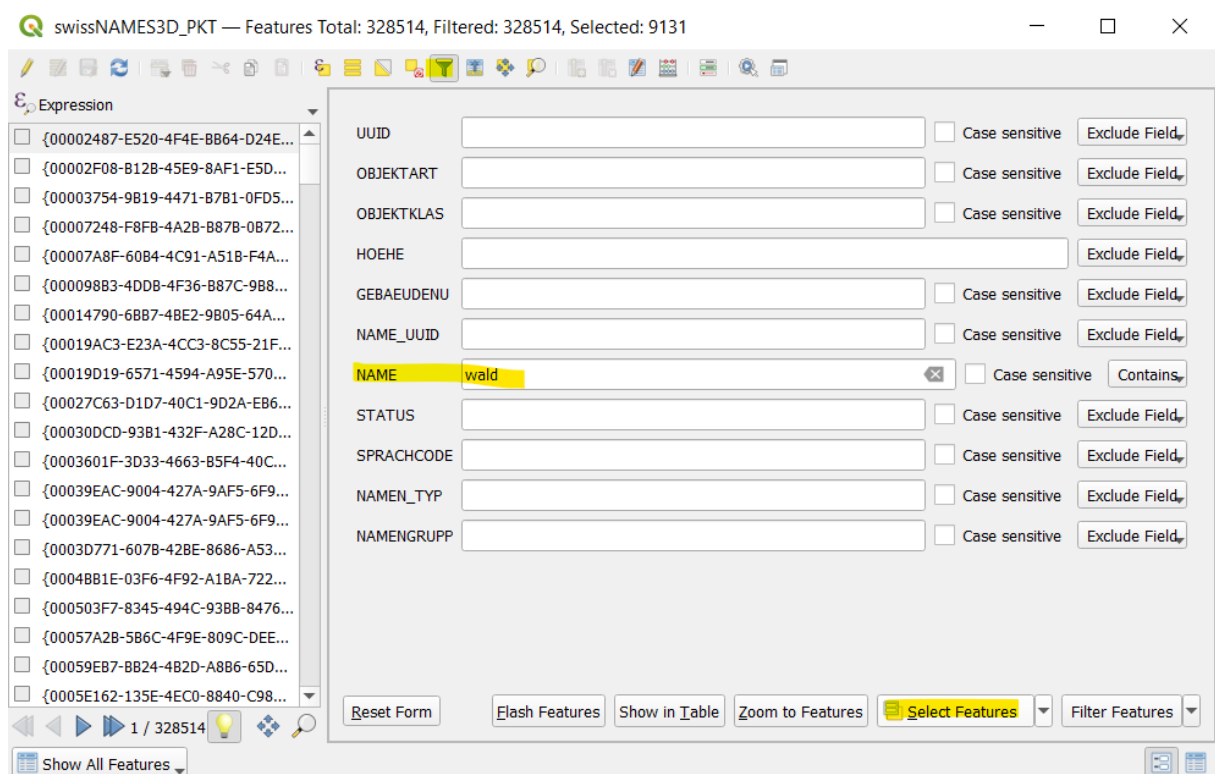 swissNAMES3D_PKT — Features Total: 328514, Filtered: 328514, Selected: 9131
Expression
{00002487-E520-4F4E-BB64-D24E...
{00002F08-B12B-45E9-8AF1-E5D...
{00003754-9B19-4471-B7B1-0FD5...
{00007248-F8FB-4A2B-B87B-0B72...
{00007A8F-60B4-4C91-A51B-F4A...
{000098B3-4DDB-4F36-B87C-9B8...
{00014790-6BB7-4BE2-9B05-64A...
{00019AC3-E23A-4CC3-8C55-21F...
{00019D19-6571-4594-A95E-570...
{00027C63-D1D7-40C1-9D2A-EB6...
{00030DCD-93B1-432F-A28C-12D...
{0003601F-3D33-4663-B5F4-40C...
{00039EAC-9004-427A-9AF5-6F9...
{00039EAC-9004-427A-9AF5-6F9...
{0003D771-607B-42BE-8686-A53...
{0004BB1E-03F6-4F92-A1BA-722...
{000503F7-8345-494C-93BB-8476...
{00057A2B-5B6C-4F9E-809C-DEE...
{00059EB7-BB24-4B2D-A8B6-65D...
{0005E162-135E-4EC0-8840-C98...
1 / 328514
Show All Features
UUID Case sensitive Exclude Field
OBJEKTART Case sensitive Exclude Field
OBJEKTKLAS Case sensitive Exclude Field
HOEHE Exclude Field
GEBAEUDENU Case sensitive Exclude Field
NAME_UUID Case sensitive Exclude Field
NAME wald Case sensitive Contains
STATUS Case sensitive Exclude Field
SPRACHCODE Case sensitive Exclude Field
NAMEN_TYP Case sensitive Exclude Field
NAMENGRUPP Case sensitive Exclude Field
Reset Form Flash Features Show in Table Zoom to Features Select Features Filter Features